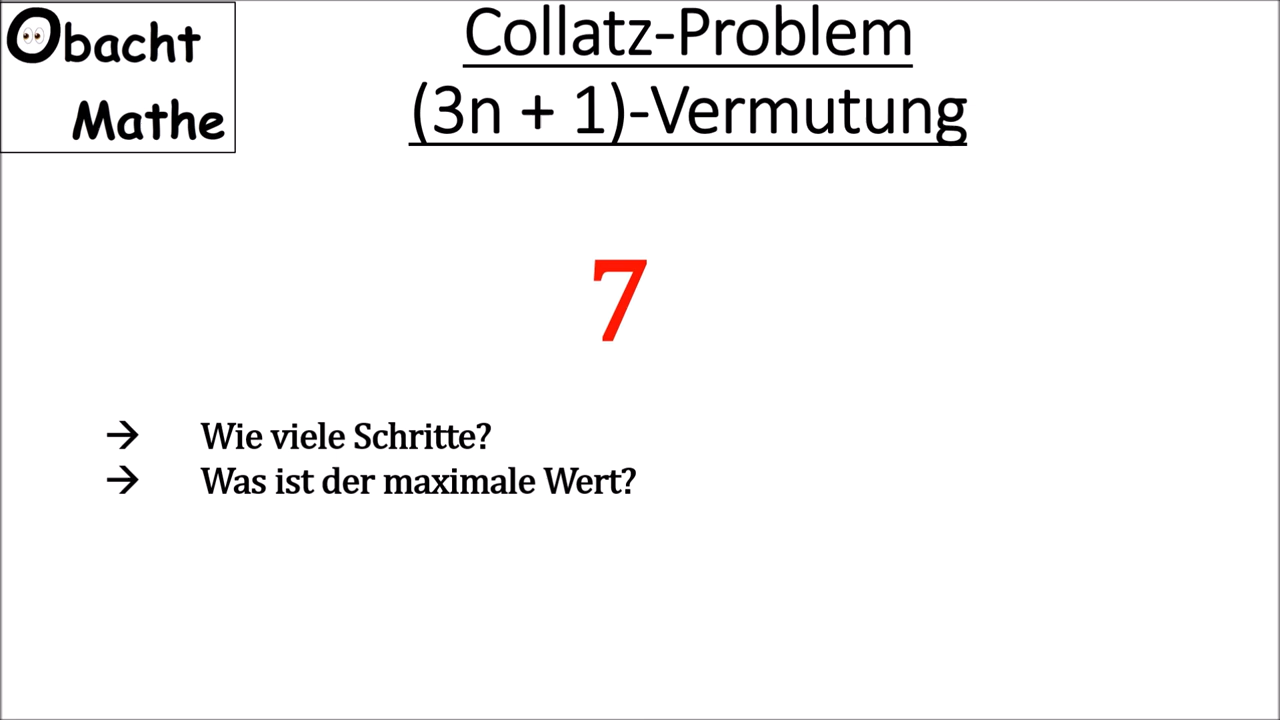 Obacht
Mathe
Collatz-Problem
(3n + 1)-Vermutung
7
→ Wie viele Schritte?
→ Was ist der maximale Wert?